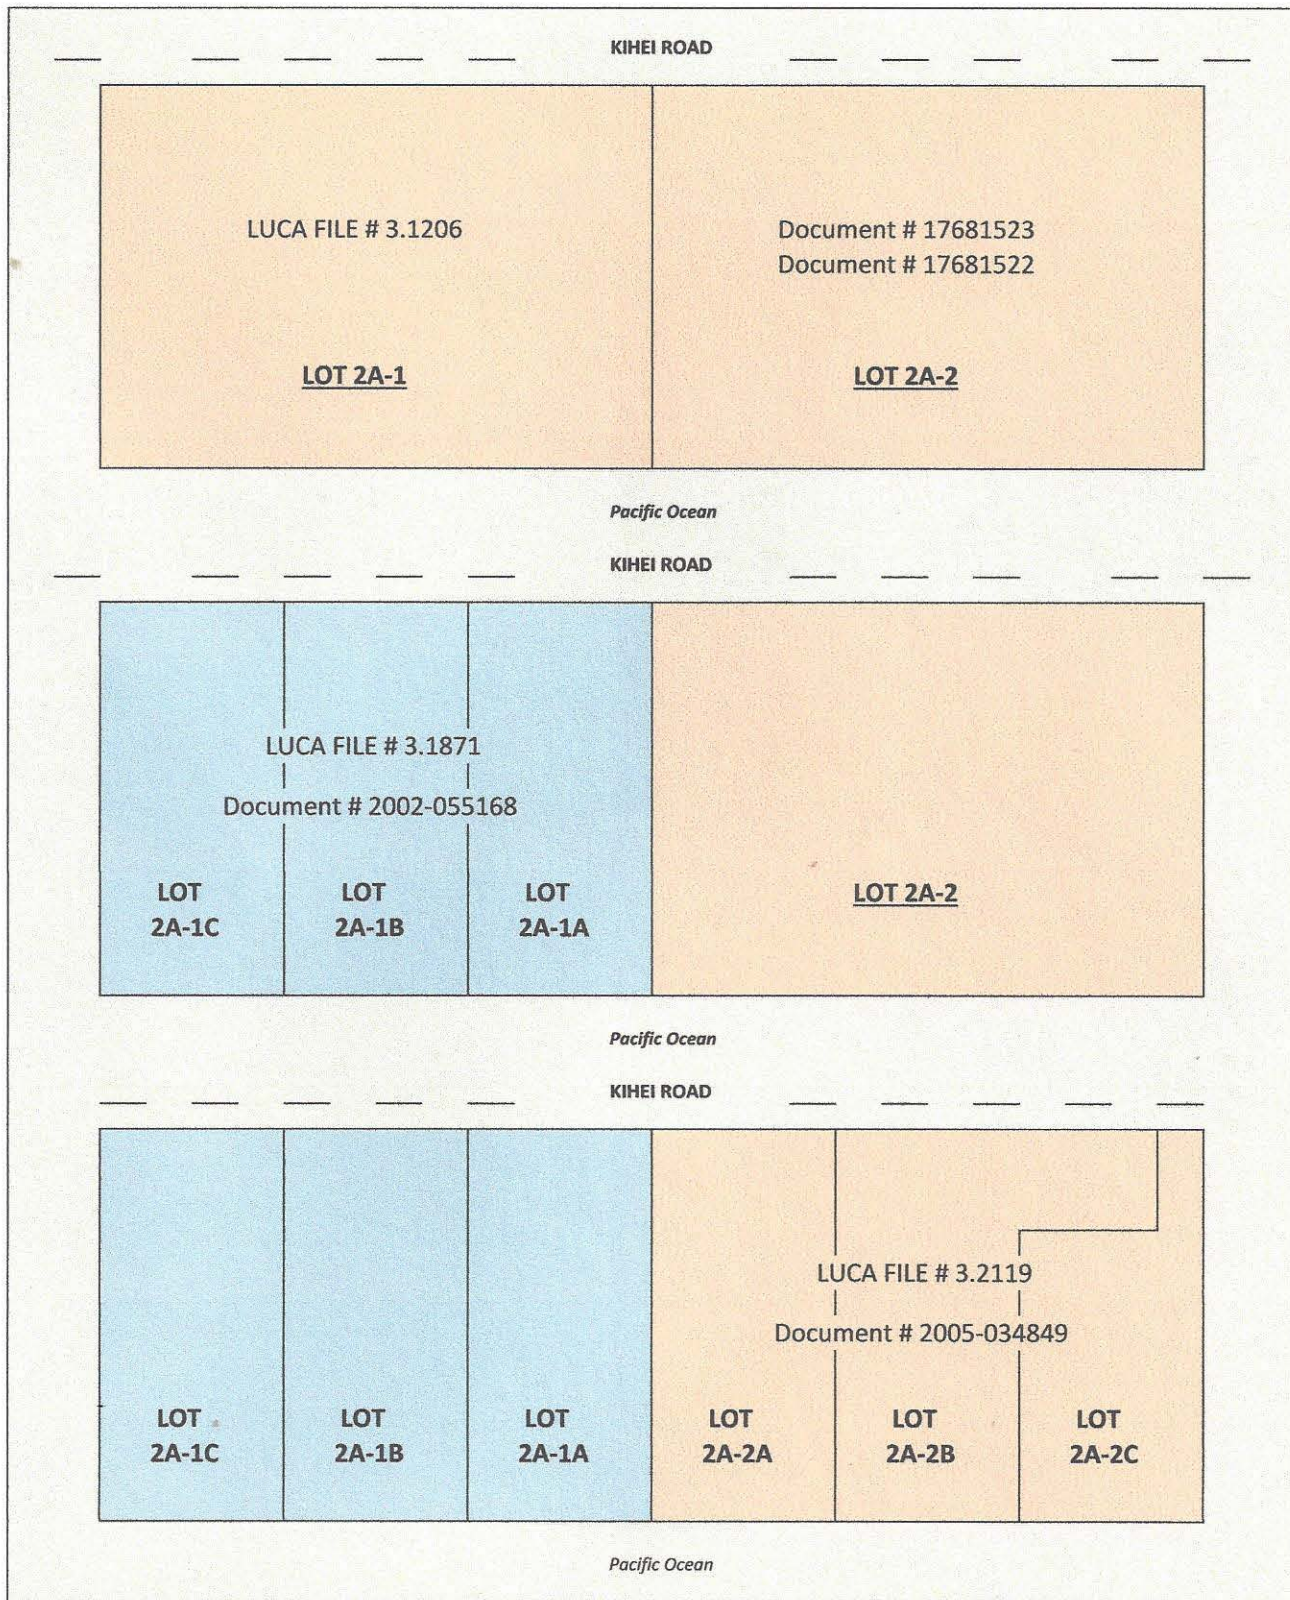 KIHEI ROAD
LUCA FILE # 3.1206
Document # 17681523
Document # 17681522
LOT 2A-1
LOT 2A-2
Pacific Ocean
KIHEI ROAD
LUCA FILE # 3.1871
Document # 2002-055168
LOT
2A-1C
LOT
2A-1B
LOT
2A-1A
LOT 2A-2
Pacific Ocean
KIHEI ROAD
LUCA FILE # 3.2119
Document # 2005-034849
LOT
2A-1C
LOT
2A-1B
LOT
2A-1A
LOT
2A-2A
LOT
2A-2B
LOT
2A-2C
Pacific Ocean